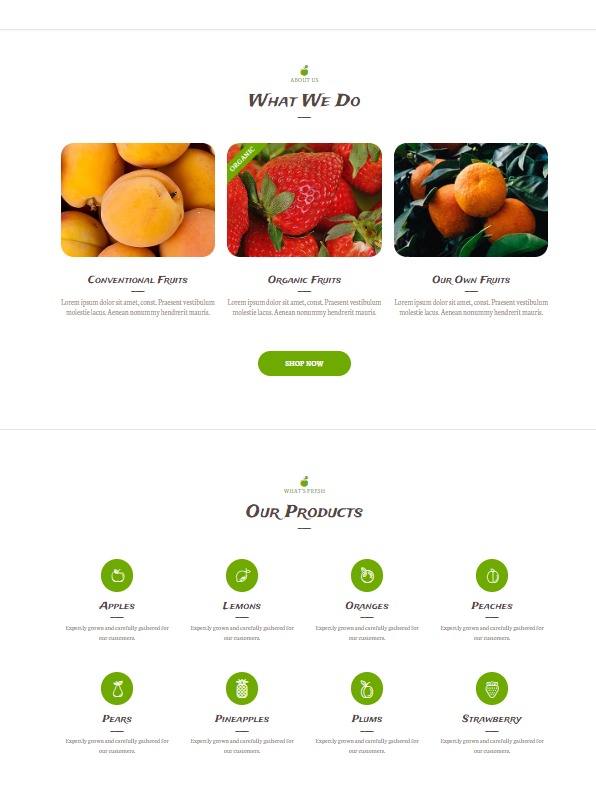 ABOUT US
WHAT WE DO
ORGANIC
CONVENTIONAL FRUITS
ORGANIC FRUITS
OUR OWN FRUITS
Lorem ipsum dolor sit amet, const. Praesent vestibulum
molestie lacus. Aenean nonummy hendrerit mauris.
Lorem ipsum dolor sit amet, const. Praesent vestibulum
molestie lacus. Aenean nonummy hendrerit mauris.
Lorem ipsum dolor sit amet, const. Praesent vestibulum
molestie lacus. Aenean nonummy hendrerit mauris.
SHOP NOW
WHAT'S FRESH
OUR PRODUCTS
APPLES
LEMONS
ORANGES
PEACHES
Expertly grown and carefully gathered for
our customers.
Expertly grown and carefully gathered for
our customers.
Expertly grown and carefully gathered for
our customers.
Expertly grown and carefully gathered for
our customers.
PEARS
PINEAPPLES
PLUMS
STRAWBERRY
Expertly grown and carefully gathered for
our customers.
Expertly grown and carefully gathered for
our customers.
Expertly grown and carefully gathered for
our customers.
Expertly grown and carefully gathered for
our customers.